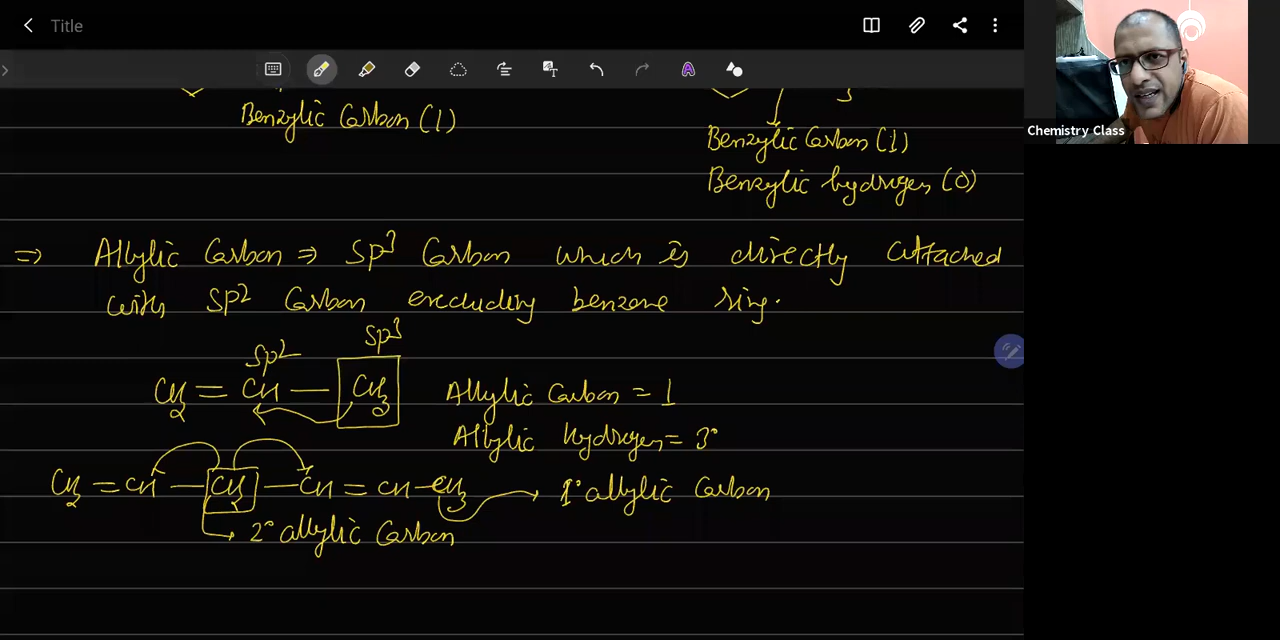 Title
Benzylic Carbon (1)
Benzylic Carbon (1)
Benzylic hydrogen (0)
Chemistry Class
⇒ Allylic Carbon ⇒ SP³ Carbon which is directly attached
with SP² Carbon excluding benzene ring.
SP² SP³
CH₂ = CH — CH₃ Allylic Carbon = 1
Allylic hydrogen = 3°
CH₂ = CH — CH₂ — CH = CH — CH₃ → 1° allylic Carbon
→ 2° allylic Carbon